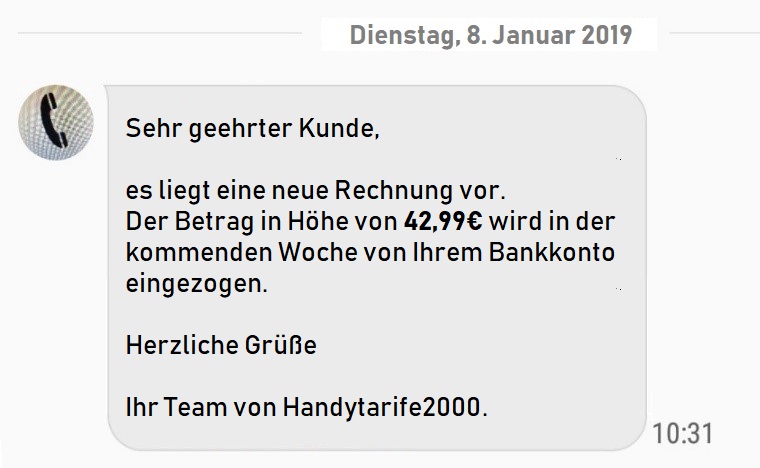 Dienstag, 8. Januar 2019
Sehr geehrter Kunde,
es liegt eine neue Rechnung vor.
Der Betrag in Höhe von 42,99€ wird in der
kommenden Woche von Ihrem Bankkonto
eingezogen.
Herzliche Grüße
Ihr Team von Handytarife2000.
10:31